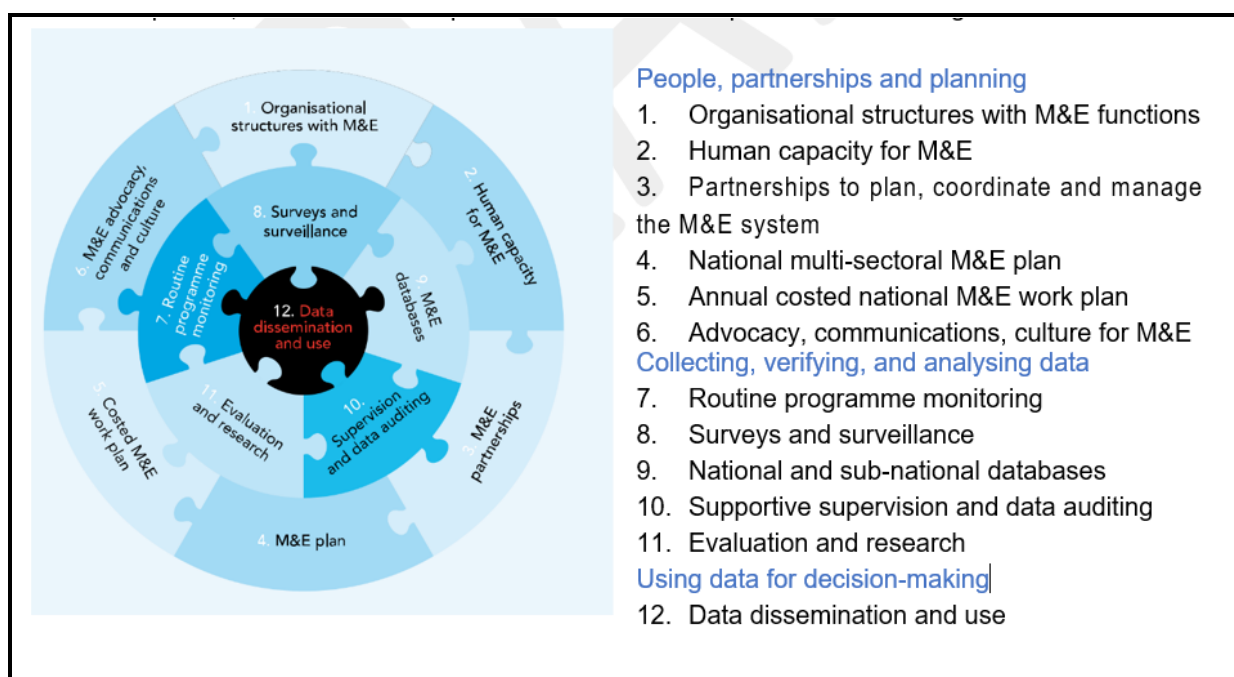 1. Organisational
structures with M&E
2. Human capacity
for M&E
3. M&E
partnerships
4. M&E plan
5. Costed M&E
work plan
6. M&E advocacy,
communications
and culture
7. Routine
programme
monitoring
8. Surveys and
surveillance
9. M&E
databases
10.
Supervision
and data auditing
11. Evaluation
and research
12. Data
dissemination
and use
People, partnerships and planning
1. Organisational structures with M&E functions
2. Human capacity for M&E
3. Partnerships to plan, coordinate and manage
the M&E system
4. National multi-sectoral M&E plan
5. Annual costed national M&E work plan
6. Advocacy, communications, culture for M&E
Collecting, verifying, and analysing data
7. Routine programme monitoring
8. Surveys and surveillance
9. National and sub-national databases
10. Supportive supervision and data auditing
11. Evaluation and research
Using data for decision-making
12. Data dissemination and use